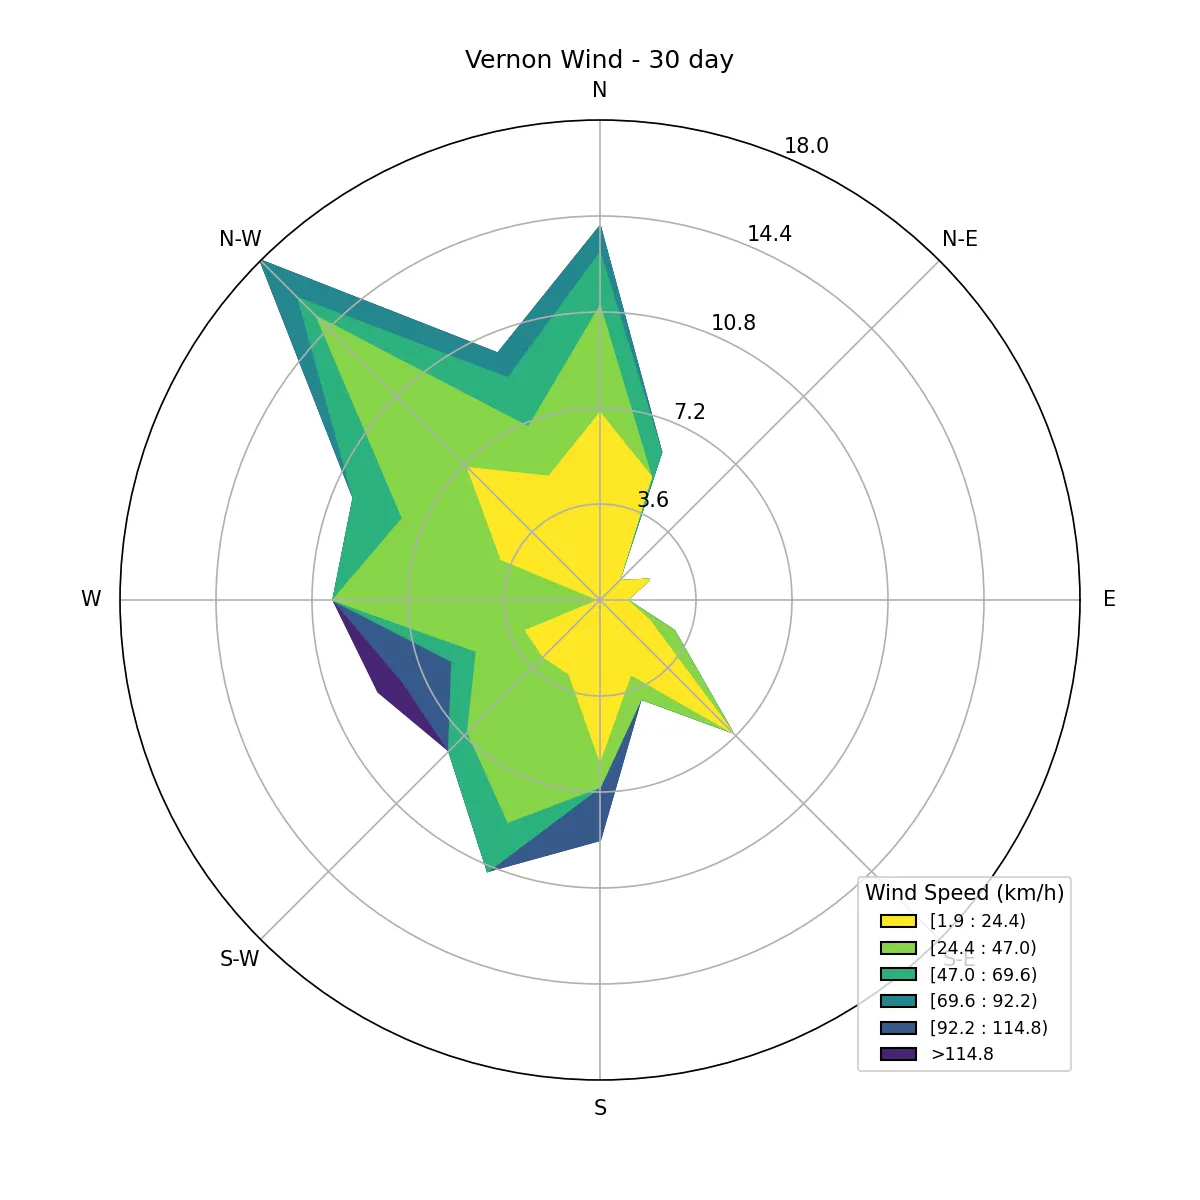 Vernon Wind - 30 day
N
18.0
N-W
14.4
N-E
10.8
7.2
3.6
W
E
Wind Speed (km/h)
[1.9 : 24.4)
[24.4 : 47.0)
S-W
S-E
[47.0 : 69.6)
[69.6 : 92.2)
[92.2 : 114.8)
>114.8
S